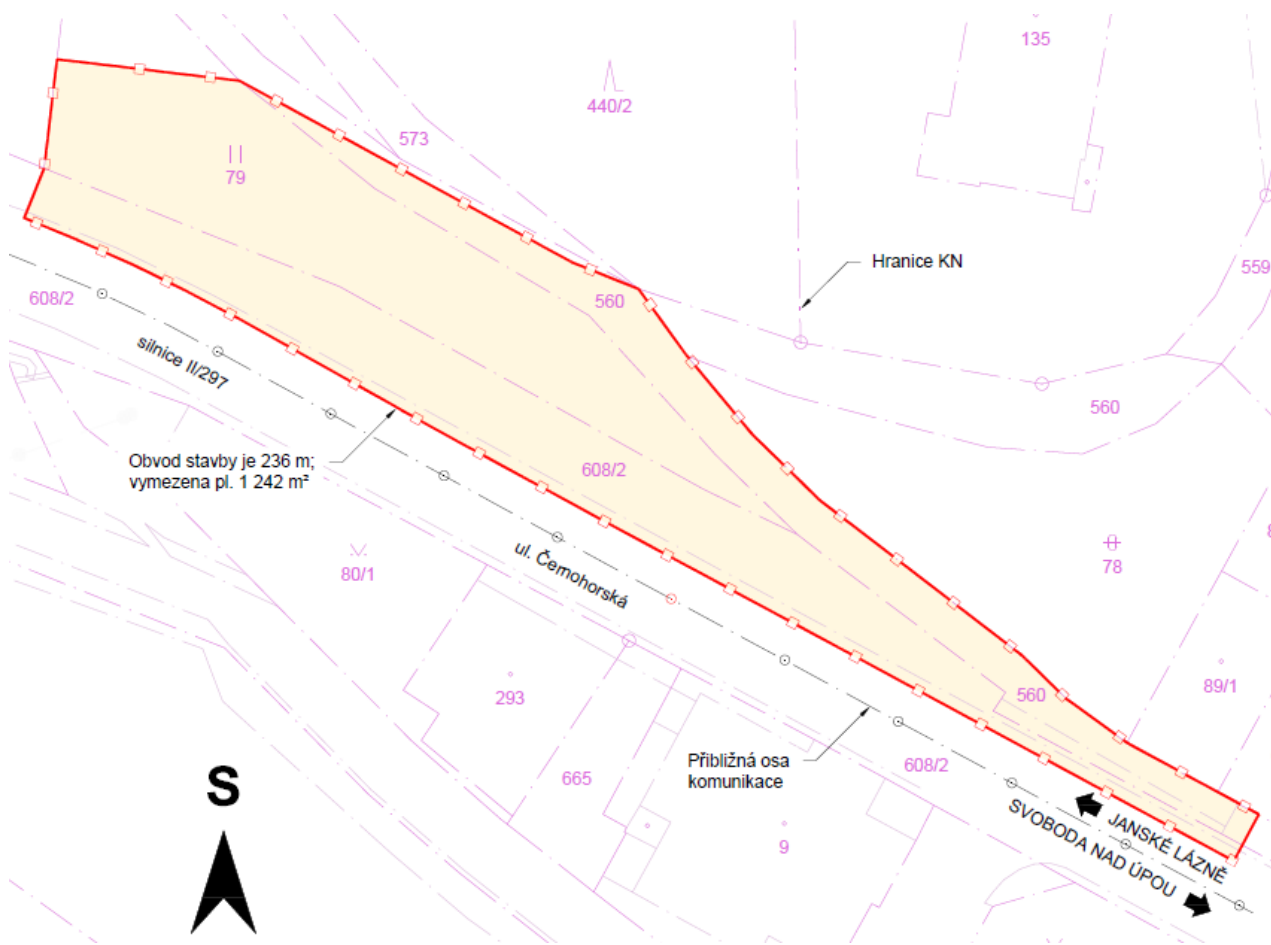 135
440/2
573
79
Hranice KN
559
608/2
560
silnice II/297
560
Obvod stavby je 236 m;
vymezena pl. 1 242 m²
608/2
80/1
ul. Černohorská
78
293
560
89/1
665
Přibližná osa
komunikace
608/2
S
JANSKÉ LÁZNĚ
SVOBODA NAD ÚPOU
9